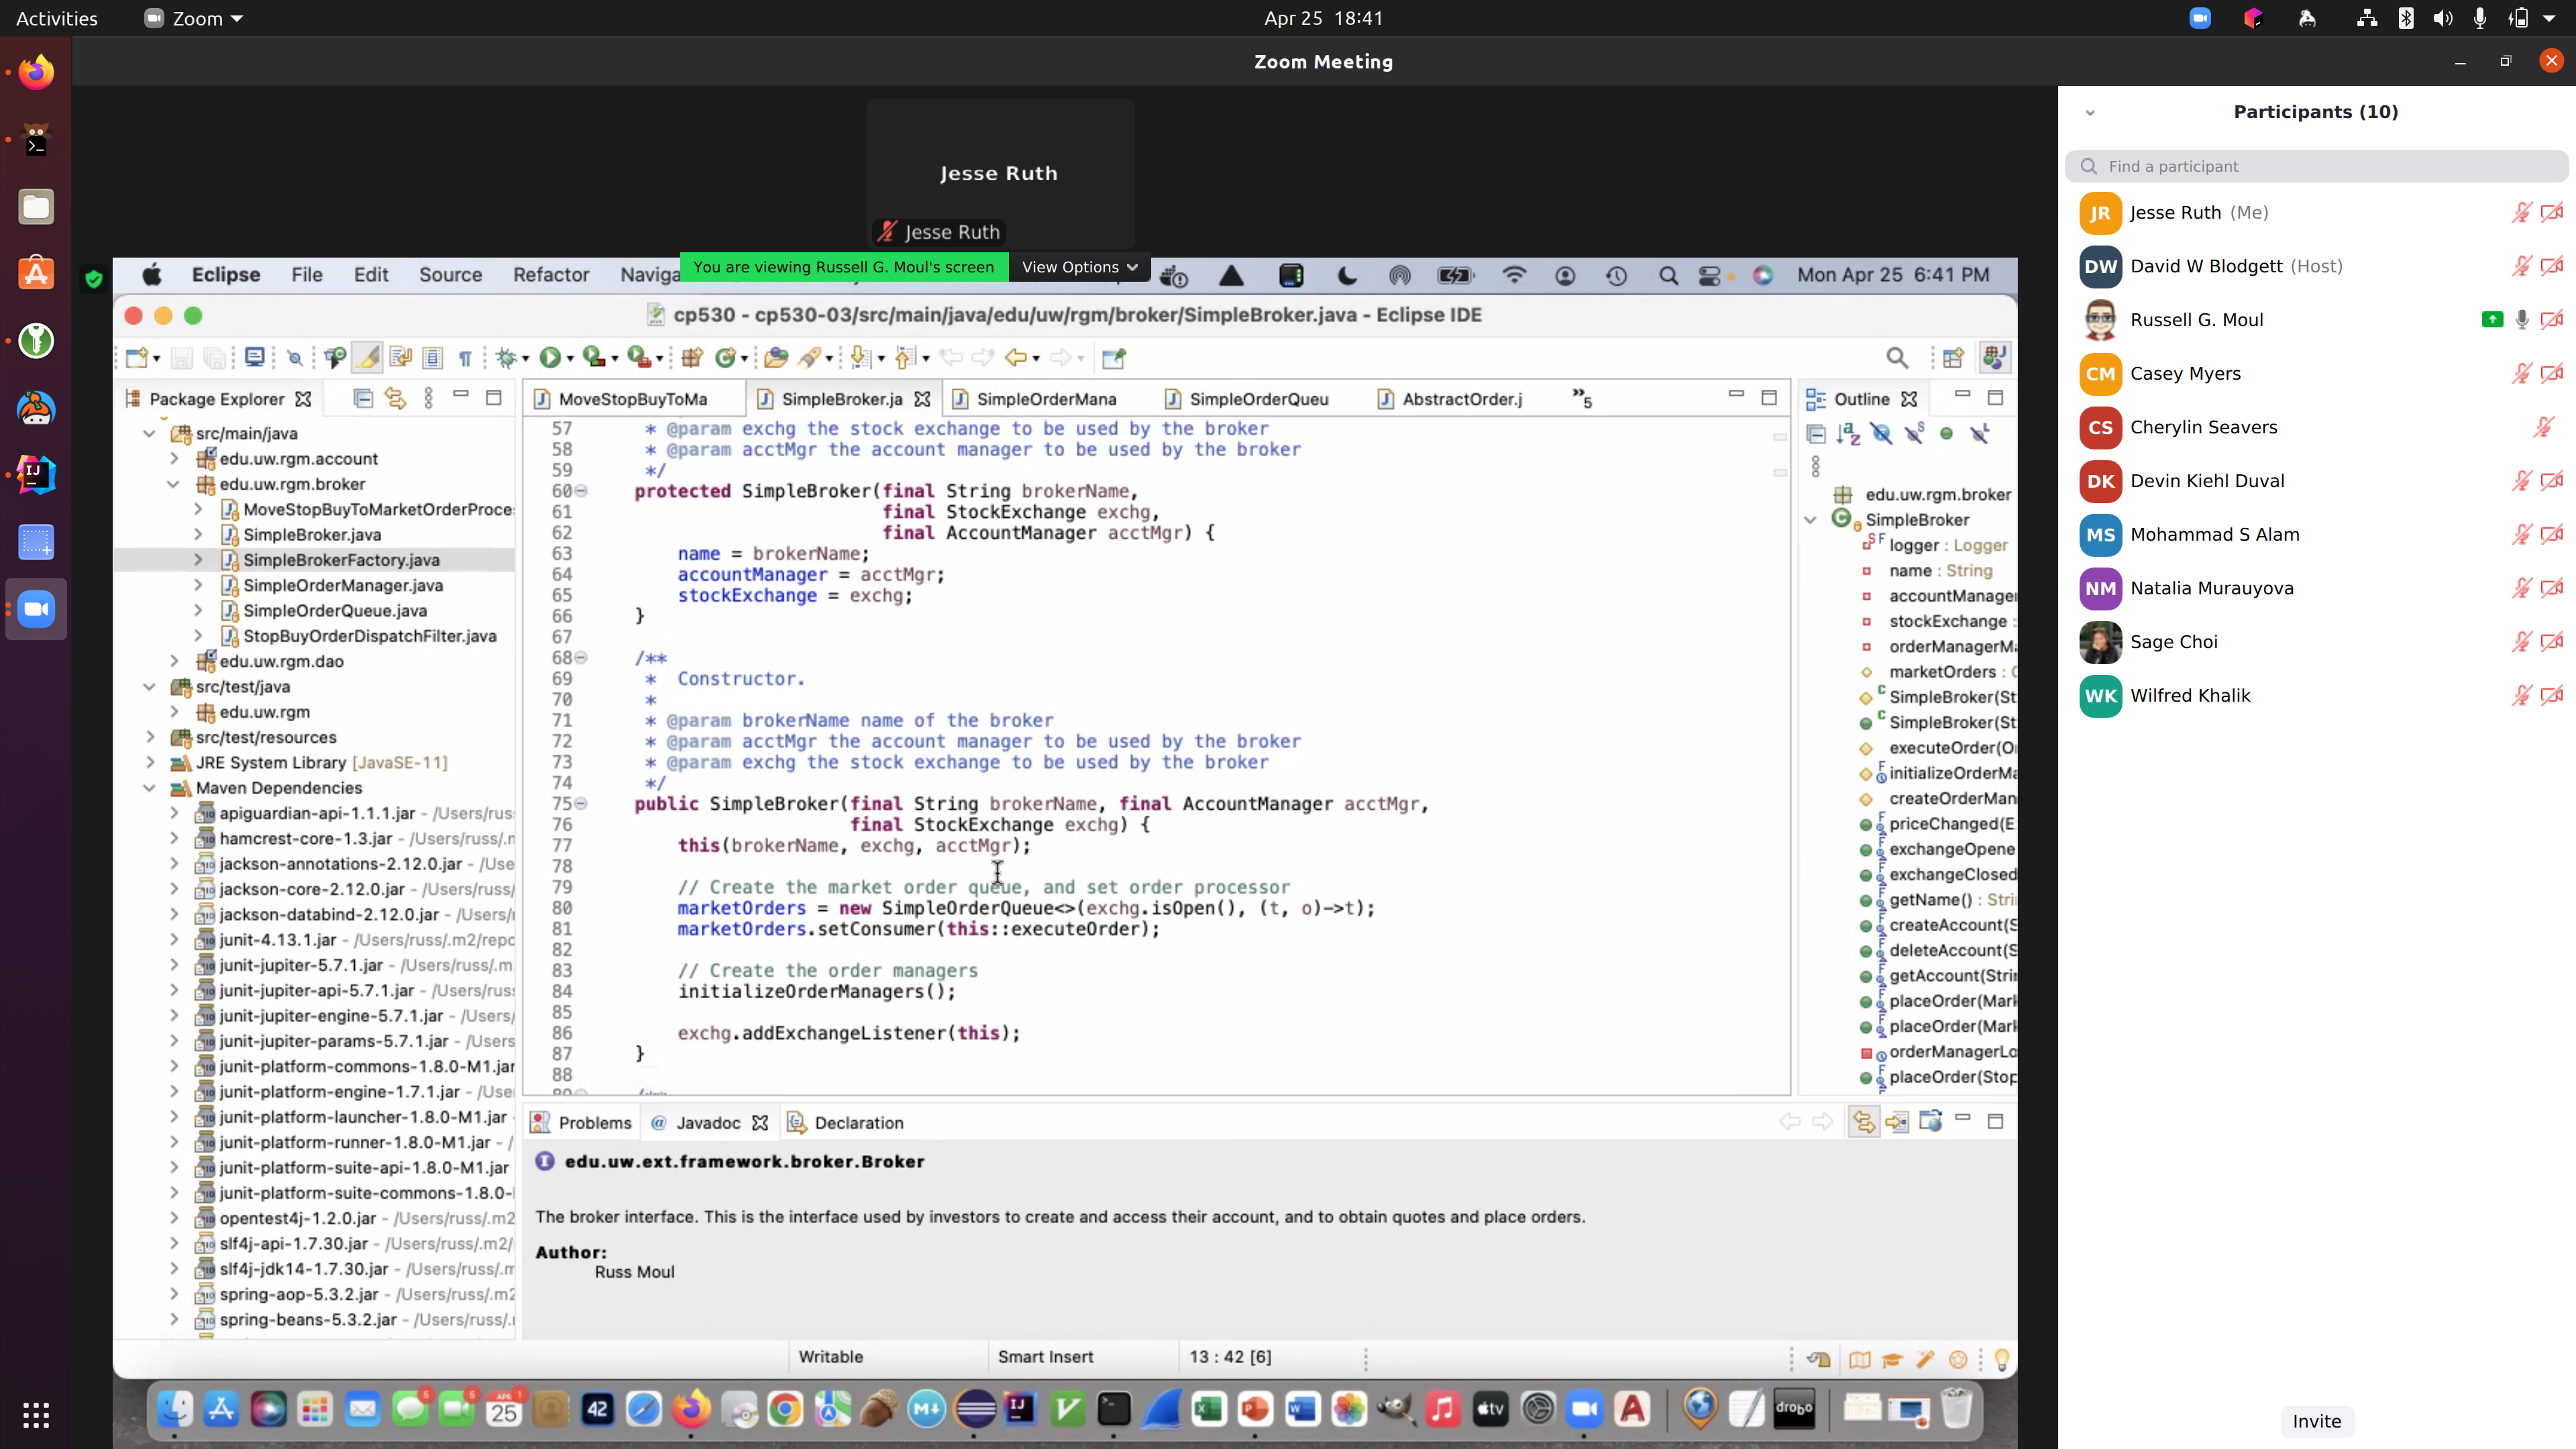 Activities
Zoom
Apr 25 18:41
Zoom Meeting
Jesse Ruth
Jesse Ruth
You are viewing Russell G. Moul's screen
View Options
Eclipse File Edit Source Refactor Naviga
Mon Apr 25 6:41 PM
cp530 - cp530-03/src/main/java/edu/uw/rgm/broker/SimpleBroker.java - Eclipse IDE
Package Explorer
src/main/java
edu.uw.rgm.account
edu.uw.rgm.broker
MoveStopBuyToMarketOrderProce
SimpleBroker.java
SimpleBrokerFactory.java
SimpleOrderManager.java
SimpleOrderQueue.java
StopBuyOrderDispatchFilter.java
edu.uw.rgm.dao
src/test/java
edu.uw.rgm
src/test/resources
JRE System Library [JavaSE-11]
Maven Dependencies
apiguardian-api-1.1.1.jar - /Users/rus
hamcrest-core-1.3.jar - /Users/russ/.n
jackson-annotations-2.12.0.jar - /Use
jackson-core-2.12.0.jar - /Users/russ/
jackson-databind-2.12.0.jar - /Users/r
junit-4.13.1.jar - /Users/russ/.m2/repo
junit-jupiter-5.7.1.jar - /Users/russ/.m
junit-jupiter-api-5.7.1.jar - /Users/rus
junit-jupiter-engine-5.7.1.jar - /Users/
junit-jupiter-params-5.7.1.jar - /Users
junit-platform-commons-1.8.0-M1.jar
junit-platform-engine-1.7.1.jar - /Use
junit-platform-launcher-1.8.0-M1.jar -
junit-platform-runner-1.8.0-M1.jar - /
junit-platform-suite-api-1.8.0-M1.jar
junit-platform-suite-commons-1.8.0-
opentest4j-1.2.0.jar - /Users/russ/.m2
slf4j-api-1.7.30.jar - /Users/russ/.m2/
slf4j-jdk14-1.7.30.jar - /Users/russ/.m
spring-aop-5.3.2.jar - /Users/russ/.m2
spring-beans-5.3.2.jar - /Users/russ/.
MoveStopBuyToMa
SimpleBroker.ja
SimpleOrderMana
SimpleOrderQueu
AbstractOrder.j
5
57 * @param exchg the stock exchange to be used by the broker
58 * @param acctMgr the account manager to be used by the broker
59 */
60 protected SimpleBroker(final String brokerName,
61 final StockExchange exchg,
62 final AccountManager acctMgr) {
63 name = brokerName;
64 accountManager = acctMgr;
65 stockExchange = exchg;
66 }
67
68 /**
69 * Constructor.
70 *
71 * @param brokerName name of the broker
72 * @param acctMgr the account manager to be used by the broker
73 * @param exchg the stock exchange to be used by the broker
74 */
75 public SimpleBroker(final String brokerName, final AccountManager acctMgr,
76 final StockExchange exchg) {
77 this(brokerName, exchg, acctMgr);
78
79 // Create the market order queue, and set order processor
80 marketOrders = new SimpleOrderQueue<>(exchg.isOpen(), (t, o)->t);
81 marketOrders.setConsumer(this::executeOrder);
82
83 // Create the order managers
84 initializeOrderManagers();
85
86 exchg.addExchangeListener(this);
87 }
88
Outline
edu.uw.rgm.broker
SimpleBroker
logger : Logger
name : String
accountManage
stockExchange :
orderManagerM
marketOrders :
SimpleBroker(St
SimpleBroker(St
executeOrder(O
initializeOrderMa
createOrderMan
priceChanged(E
exchangeOpene
exchangeClosed
getName() : Stri
createAccount(S
deleteAccount(S
getAccount(Stri
placeOrder(Mark
placeOrder(Mark
orderManagerLo
placeOrder(Stop
Problems
@ Javadoc
Declaration
edu.uw.ext.framework.broker.Broker
The broker interface. This is the interface used by investors to create and access their account, and to obtain quotes and place orders.
Author:
Russ Moul
Writable
Smart Insert
13 : 42 [6]
APR 25
42
tv
drobo
Participants (10)
Find a participant
JR Jesse Ruth (Me)
DW David W Blodgett (Host)
Russell G. Moul
CM Casey Myers
CS Cherylin Seavers
DK Devin Kiehl Duval
MS Mohammad S Alam
NM Natalia Murauyova
Sage Choi
WK Wilfred Khalik
Invite